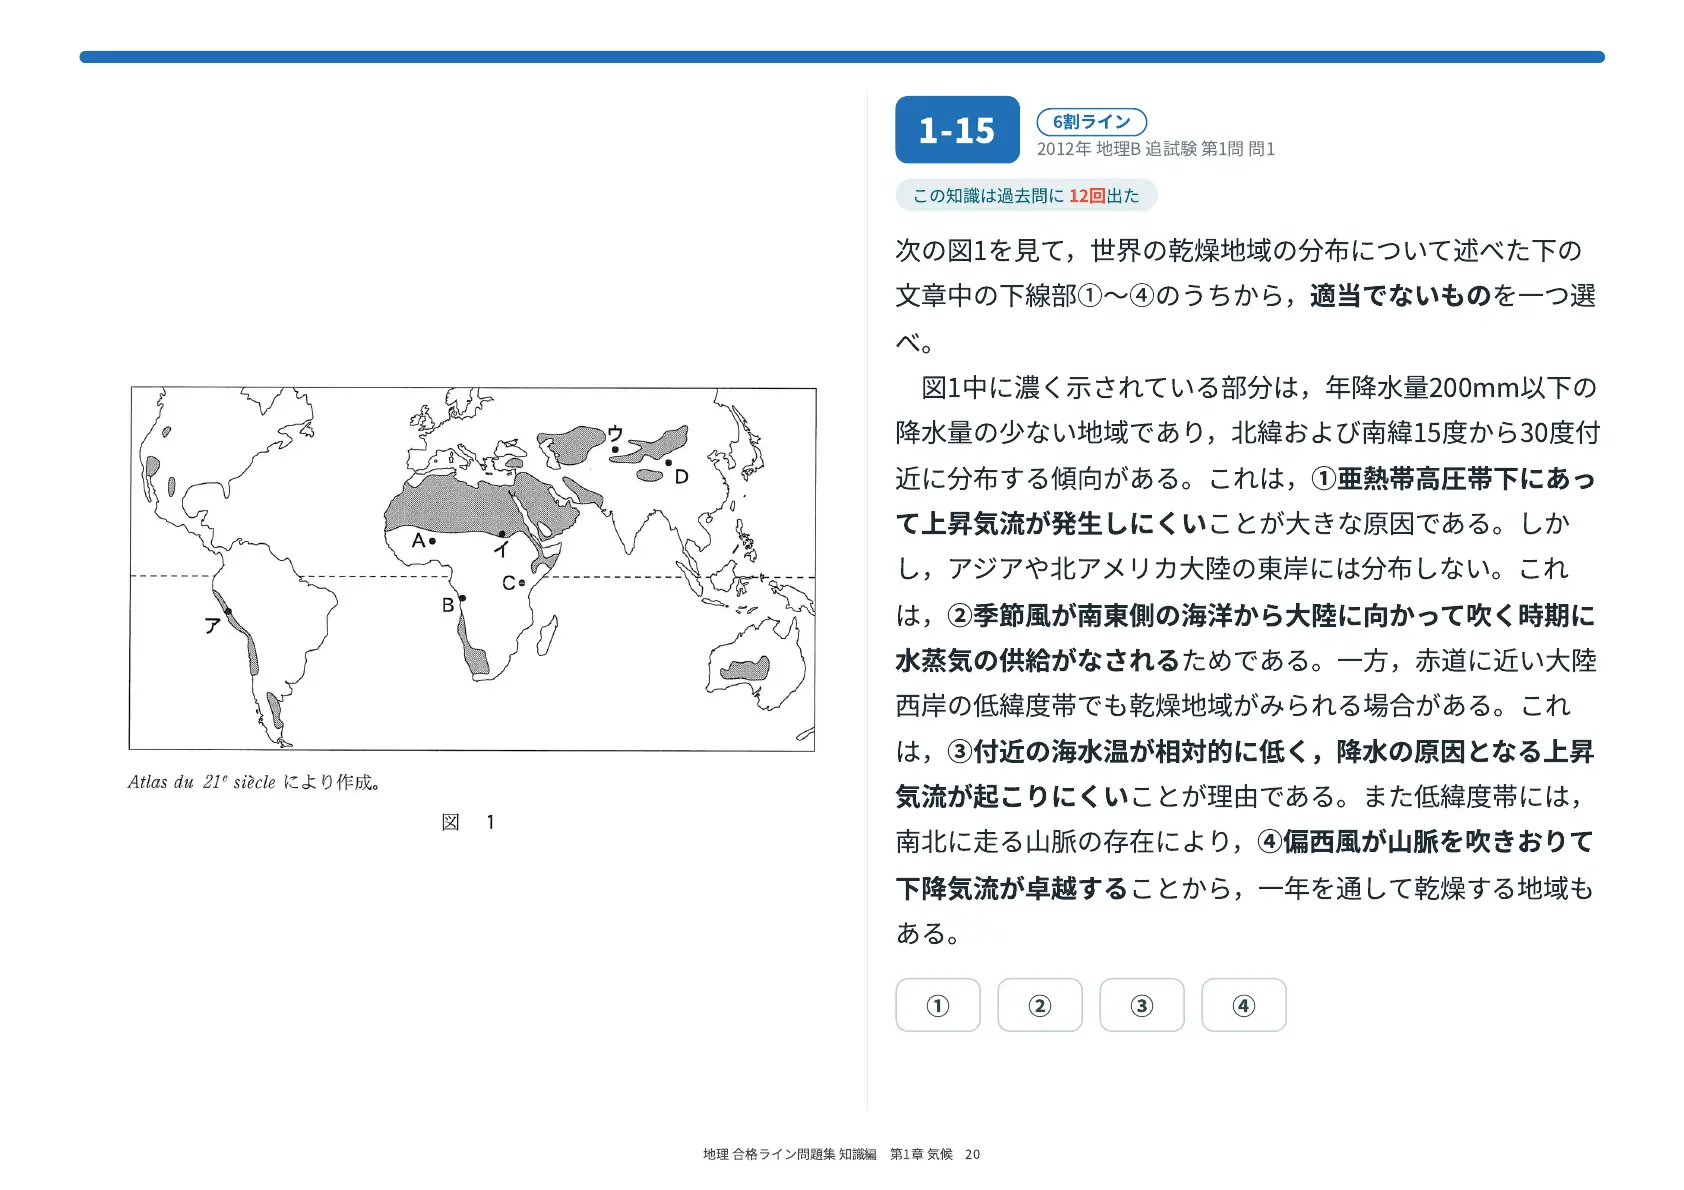 1-15
6割ライン
2012年 地理B 追試験 第1問 問1
この知識は過去問に 12回出た
次の図1を見て，世界の乾燥地域の分布について述べた下の
文章中の下線部①〜④のうちから，適当でないものを一つ選
べ。
　図1中に濃く示されている部分は，年降水量200mm以下の
降水量の少ない地域であり，北緯および南緯15度から30度付
近に分布する傾向がある。これは，①亜熱帯高圧帯下にあっ
て上昇気流が発生しにくいことが大きな原因である。しか
し，アジアや北アメリカ大陸の東岸には分布しない。これ
は，②季節風が南東側の海洋から大陸に向かって吹く時期に
水蒸気の供給がなされるためである。一方，赤道に近い大陸
西岸の低緯度帯でも乾燥地域がみられる場合がある。これ
は，③付近の海水温が相対的に低く，降水の原因となる上昇
気流が起こりにくいことが理由である。また低緯度帯には，
南北に走る山脈の存在により，④偏西風が山脈を吹きおりて
下降気流が卓越することから，一年を通して乾燥する地域も
ある。
① ② ③ ④
ウ
D
A
イ
C
B
ア
Atlas du 21e siècle により作成。
図　1
地理 合格ライン問題集 知識編　第1章 気候　20